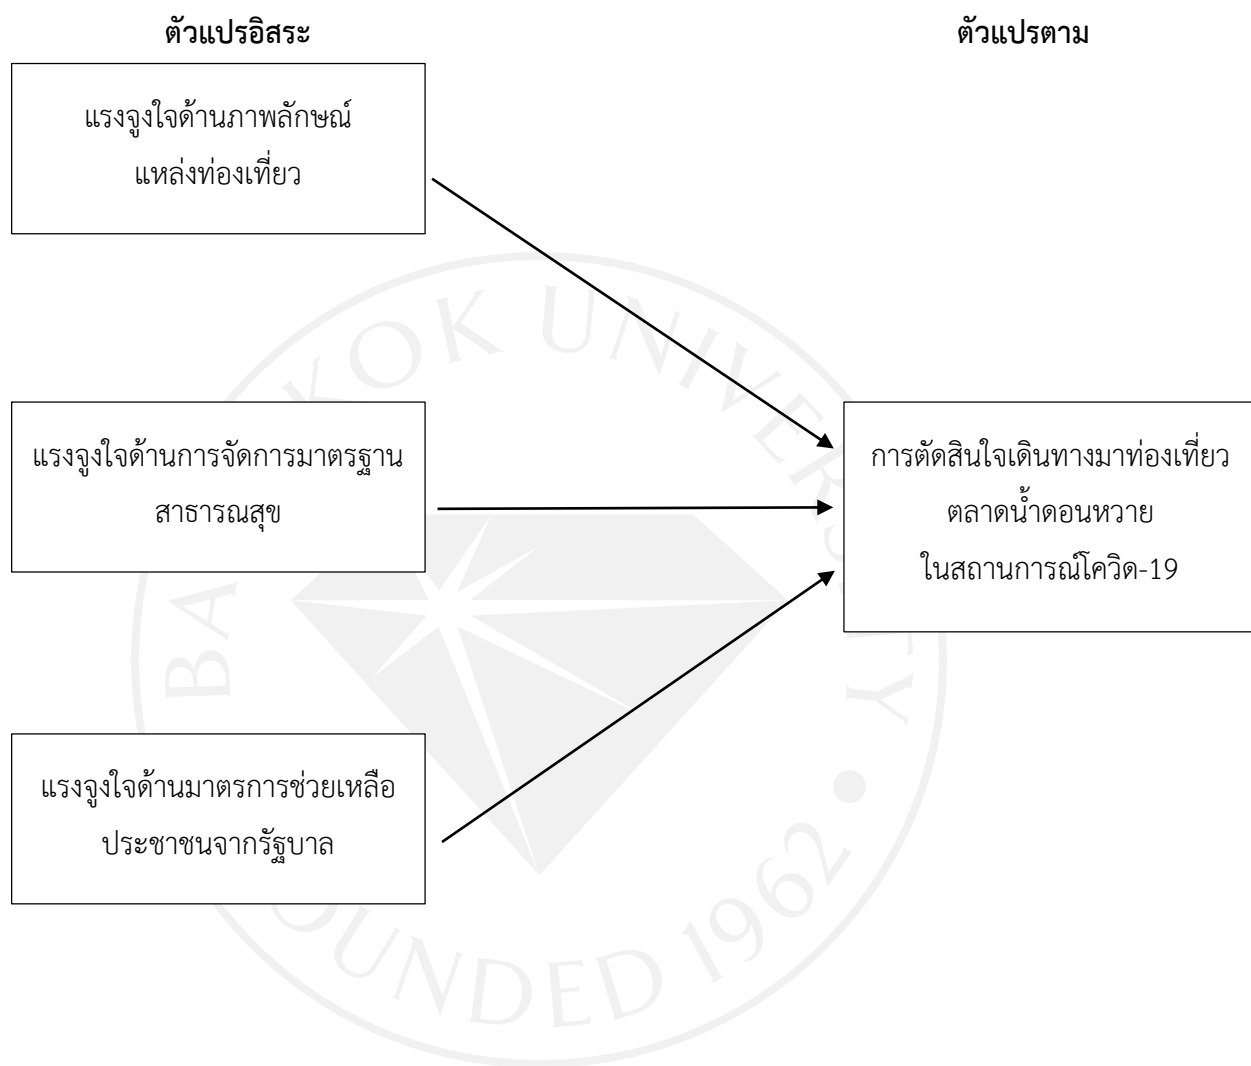 ตัวแปรอิสระ
ตัวแปรตาม
แรงจูงใจด้านภาพลักษณ์
แหล่งท่องเที่ยว
แรงจูงใจด้านการจัดการมาตรฐาน
สาธารณสุข
การตัดสินใจเดินทางมาท่องเที่ยว
ตลาดน้ำดอนหวาย
ในสถานการณ์โควิด-19
แรงจูงใจด้านมาตรการช่วยเหลือ
ประชาชนจากรัฐบาล
BA KOK UNIVERSITY
OUNDED 1962